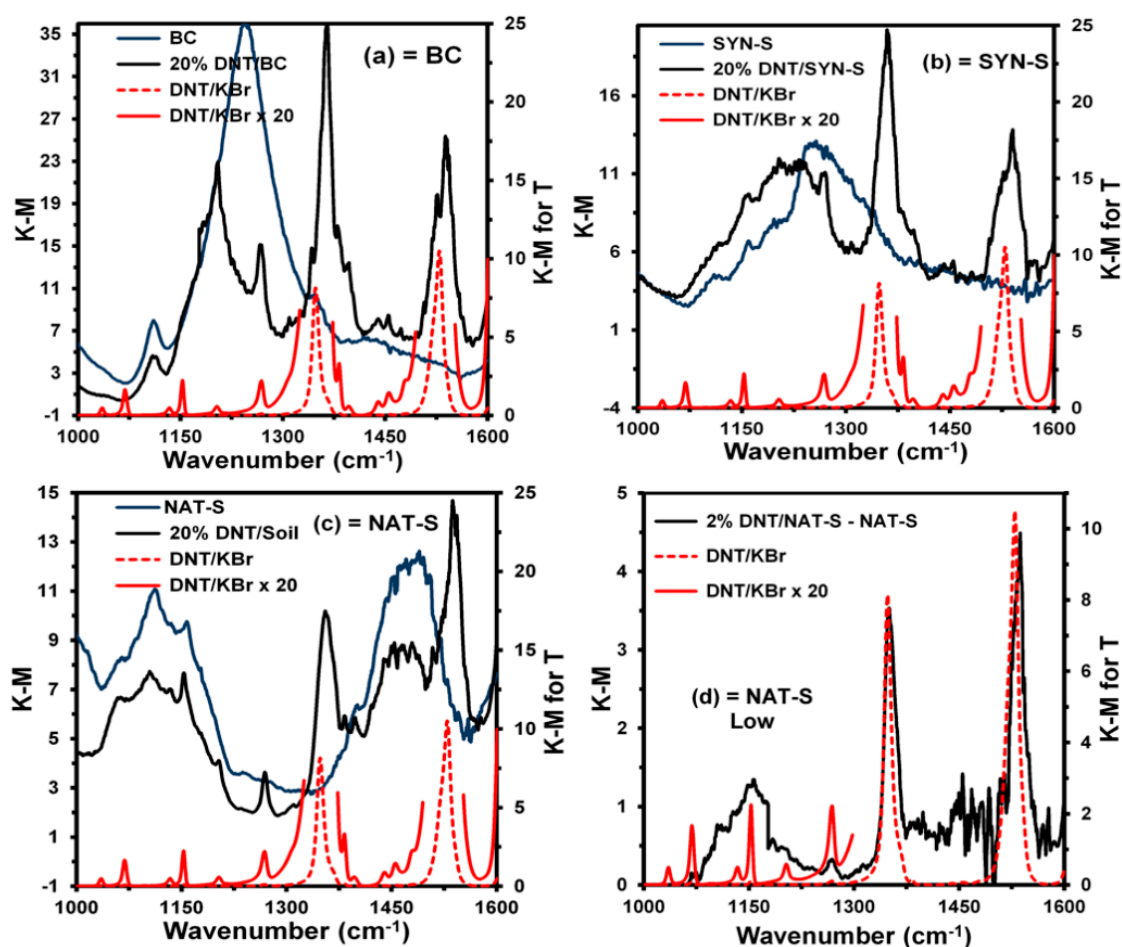 BC
20% DNT/BC
DNT/KBr
DNT/KBr x 20
(a) = BC
K-M
K-M for T
36
31
26
21
16
11
7
3
-1
25
20
15
10
5
0
1000 1150 1300 1450 1600
Wavenumber (cm-1)
SYN-S
20% DNT/SYN-S
DNT/KBr
DNT/KBr x 20
(b) = SYN-S
K-M
K-M for T
16
11
6
1
-4
25
20
15
10
5
0
1000 1150 1300 1450 1600
Wavenumber (cm-1)
NAT-S
20% DNT/Soil
DNT/KBr
DNT/KBr x 20
(c) = NAT-S
K-M
K-M for T
15
13
11
9
7
5
3
1
-1
25
20
15
10
5
0
1000 1150 1300 1450 1600
Wavenumber (cm-1)
2% DNT/NAT-S - NAT-S
DNT/KBr
DNT/KBr x 20
(d) = NAT-S
Low
K-M
K-M for T
5
4
3
2
1
0
10
8
6
4
2
0
1000 1150 1300 1450 1600
Wavenumber (cm-1)